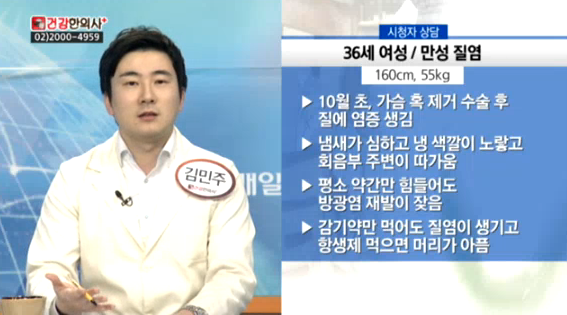 건강한의사+
02)2000-4959
시청자 상담
36세 여성 / 만성 질염
160cm, 55kg
▶ 10월 초, 가슴 혹 제거 수술 후
질에 염증 생김
▶ 냄새가 심하고 냉 색깔이 노랗고
회음부 주변이 따가움
▶ 평소 약간만 힘들어도
방광염 재발이 잦음
▶ 감기약만 먹어도 질염이 생기고
항생제 먹으면 머리가 아픔
김민주
매일